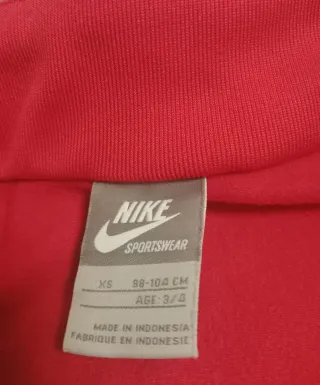 NIKE
SPORTSWEAR
XS 98-104 CM
AGE: 3/4
MADE IN INDONESIA
FABRIQUE EN INDONESIE